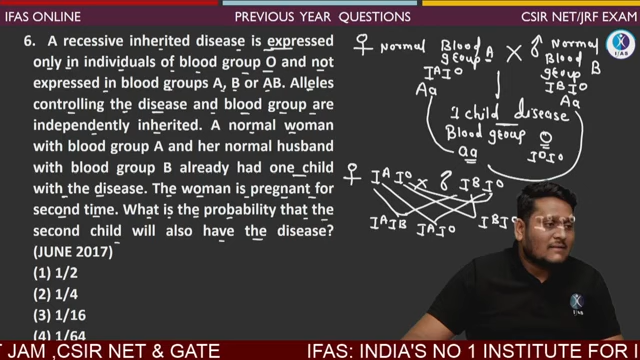 IFAS ONLINE PREVIOUS YEAR QUESTIONS CSIR NET/JRF EXAM
6. A recessive inherited disease is expressed
only in individuals of blood group O and not
expressed in blood groups A, B or AB. Alleles
controlling the disease and blood group are
independently inherited. A normal woman
with blood group A and her normal husband
with blood group B already had one child
with the disease. The woman is pregnant for
second time. What is the probability that the
second child will also have the disease?
(JUNE 2017)
(1) 1/2
(2) 1/4
(3) 1/16
(4) 1/64
♀ Normal Blood group A × ♂ Normal Blood group B
IAIO IBIO
Aa Aa
1 child disease
Blood group O
aa IOIO
♀ IAIO × ♂ IBIO
IAIB IAIO IBIO
IFAS
T JAM ,CSIR NET & GATE IFAS: INDIA'S NO 1 INSTITUTE FOR I